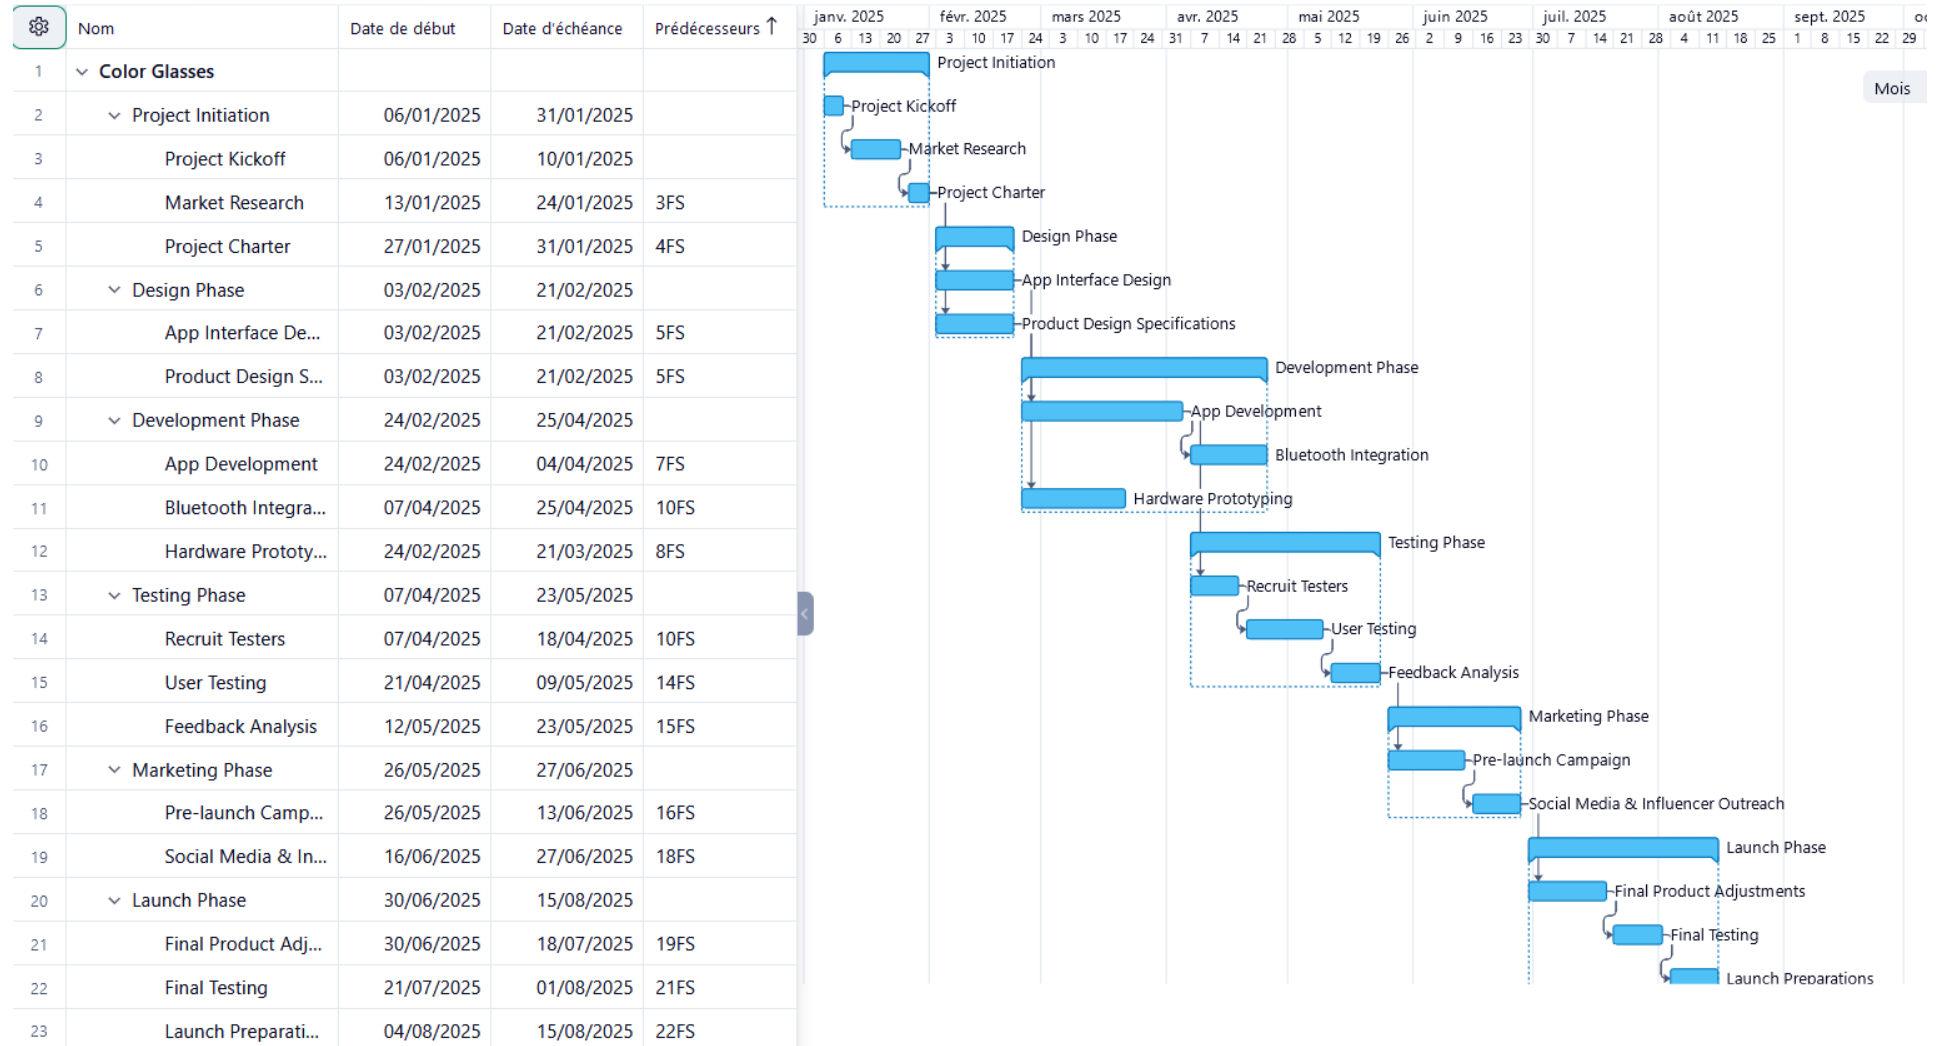 Nom Date de début Date d'échéance Prédécesseurs
janv. 2025 févr. 2025 mars 2025 avr. 2025 mai 2025 juin 2025 juil. 2025 août 2025 sept. 2025
30 6 13 20 27 3 10 17 24 3 10 17 24 31 7 14 21 28 5 12 19 26 2 9 16 23 30 7 14 21 28 4 11 18 25 1 8 15 22 29
Mois
1 Color Glasses
2 Project Initiation 06/01/2025 31/01/2025
3 Project Kickoff 06/01/2025 10/01/2025
4 Market Research 13/01/2025 24/01/2025 3FS
5 Project Charter 27/01/2025 31/01/2025 4FS
6 Design Phase 03/02/2025 21/02/2025
7 App Interface De... 03/02/2025 21/02/2025 5FS
8 Product Design S... 03/02/2025 21/02/2025 5FS
9 Development Phase 24/02/2025 25/04/2025
10 App Development 24/02/2025 04/04/2025 7FS
11 Bluetooth Integra... 07/04/2025 25/04/2025 10FS
12 Hardware Prototy... 24/02/2025 21/03/2025 8FS
13 Testing Phase 07/04/2025 23/05/2025
14 Recruit Testers 07/04/2025 18/04/2025 10FS
15 User Testing 21/04/2025 09/05/2025 14FS
16 Feedback Analysis 12/05/2025 23/05/2025 15FS
17 Marketing Phase 26/05/2025 27/06/2025
18 Pre-launch Camp... 26/05/2025 13/06/2025 16FS
19 Social Media & In... 16/06/2025 27/06/2025 18FS
20 Launch Phase 30/06/2025 15/08/2025
21 Final Product Adj... 30/06/2025 18/07/2025 19FS
22 Final Testing 21/07/2025 01/08/2025 21FS
23 Launch Preparati... 04/08/2025 15/08/2025 22FS
Project Initiation
Project Kickoff
Market Research
Project Charter
Design Phase
App Interface Design
Product Design Specifications
Development Phase
App Development
Bluetooth Integration
Hardware Prototyping
Testing Phase
Recruit Testers
User Testing
Feedback Analysis
Marketing Phase
Pre-launch Campaign
Social Media & Influencer Outreach
Launch Phase
Final Product Adjustments
Final Testing
Launch Preparations